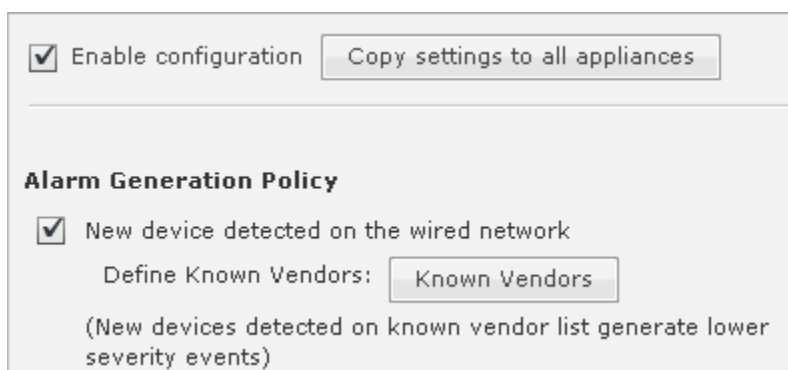 Enable configuration Copy settings to all appliances
Alarm Generation Policy
New device detected on the wired network
Define Known Vendors: Known Vendors
(New devices detected on known vendor list generate lower
severity events)